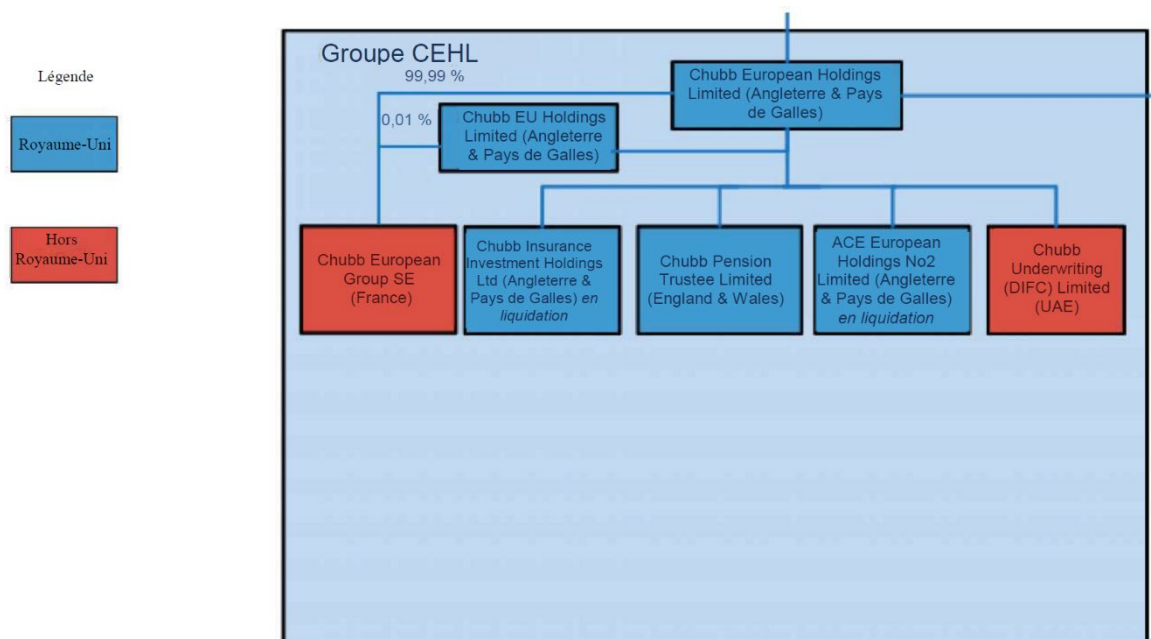 Groupe CEHL
99,99 %
Chubb European Holdings
Limited (Angleterre & Pays
de Galles)
Légende
0,01 %
Chubb EU Holdings
Limited (Angleterre
& Pays de Galles)
Royaume-Uni
Hors
Royaume-Uni
Chubb European
Group SE
(France)
Chubb Insurance
Investment Holdings
Ltd (Angleterre &
Pays de Galles) en
liquidation
Chubb Pension
Trustee Limited
(England & Wales)
ACE European
Holdings No2
Limited (Angleterre
& Pays de Galles)
en liquidation
Chubb
Underwriting
(DIFC) Limited
(UAE)